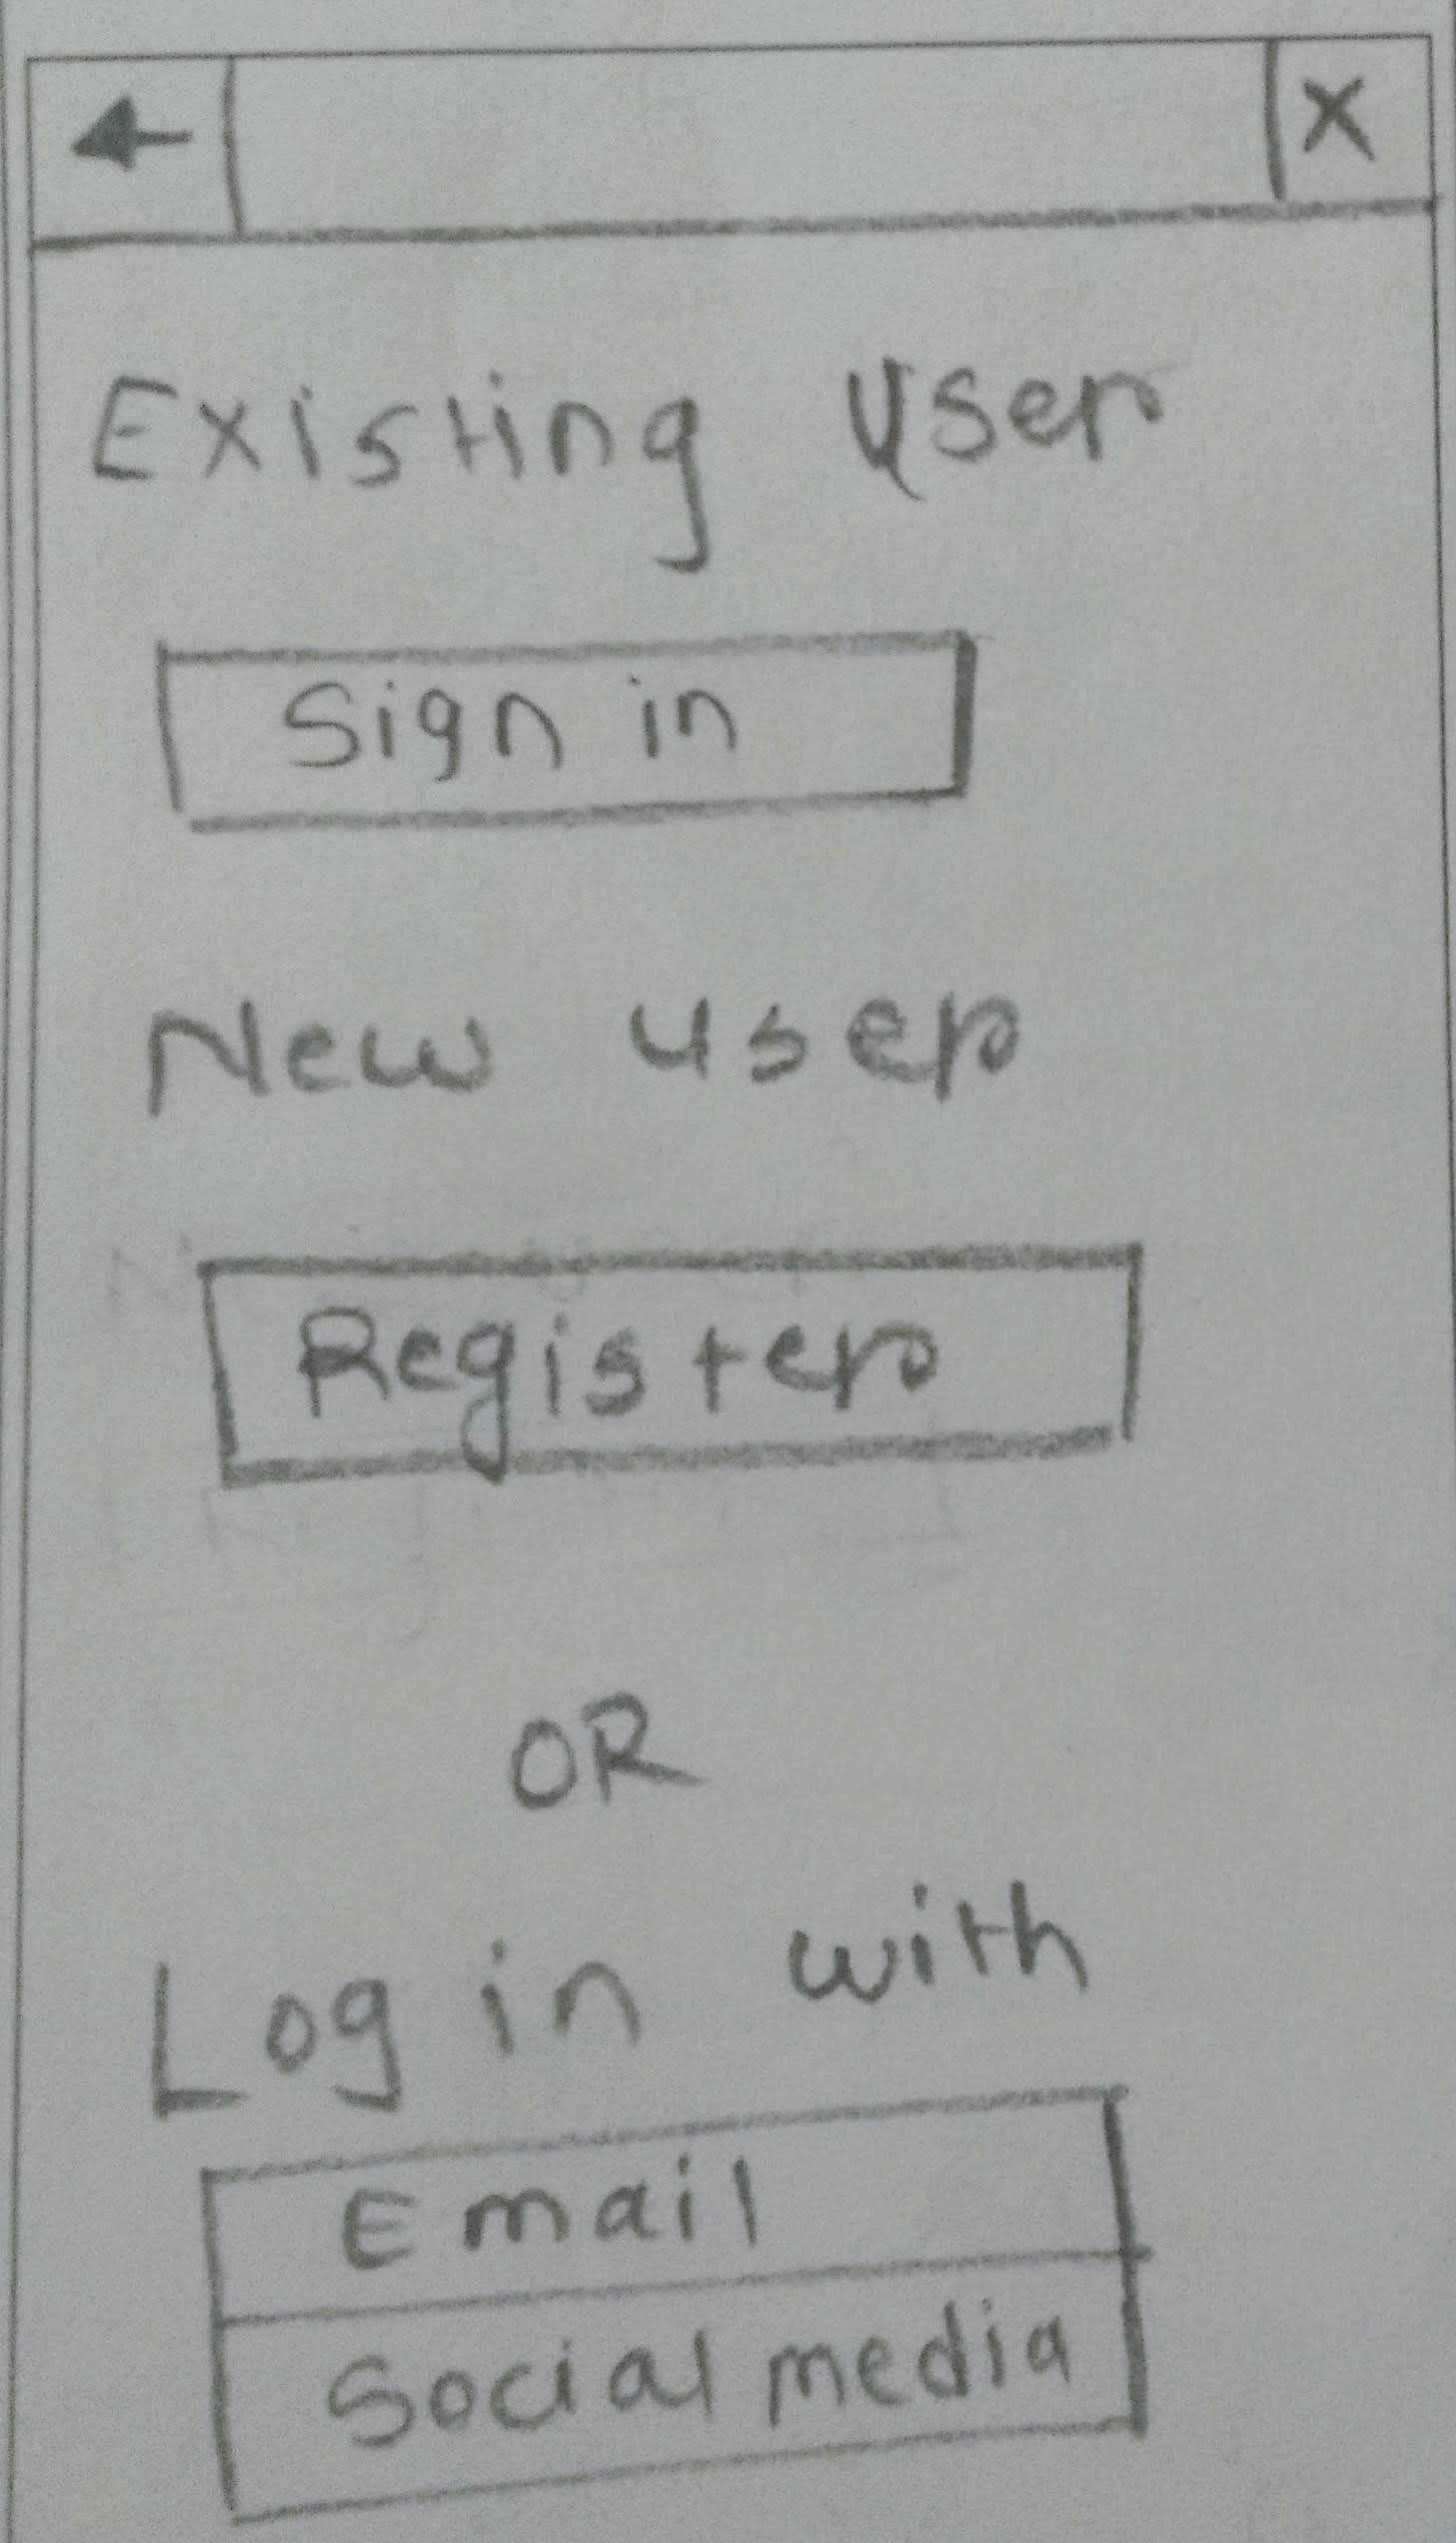 X
Existing user
Sign in
New user
Register
OR
Log in with
Email
Social media